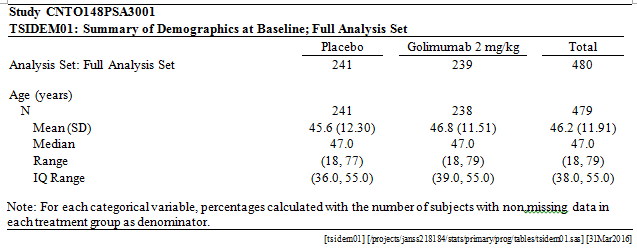 Study CNTO148PSA3001
TSIDEM01: Summary of Demographics at Baseline; Full Analysis Set
Placebo Golimumab 2 mg/kg Total
Analysis Set: Full Analysis Set 241 239 480
Age (years)
N 241 238 479
Mean (SD) 45.6 (12.30) 46.8 (11.51) 46.2 (11.91)
Median 47.0 47.0 47.0
Range (18, 77) (18, 79) (18, 79)
IQ Range (36.0, 55.0) (39.0, 55.0) (38.0, 55.0)
Note: For each categorical variable, percentages calculated with the number of subjects with non missing data in
each treatment group as denominator.
[tsidem01] [/projects/janss218184/stats/primary/prog/tables/tsidem01.sas] [31Mar2016]